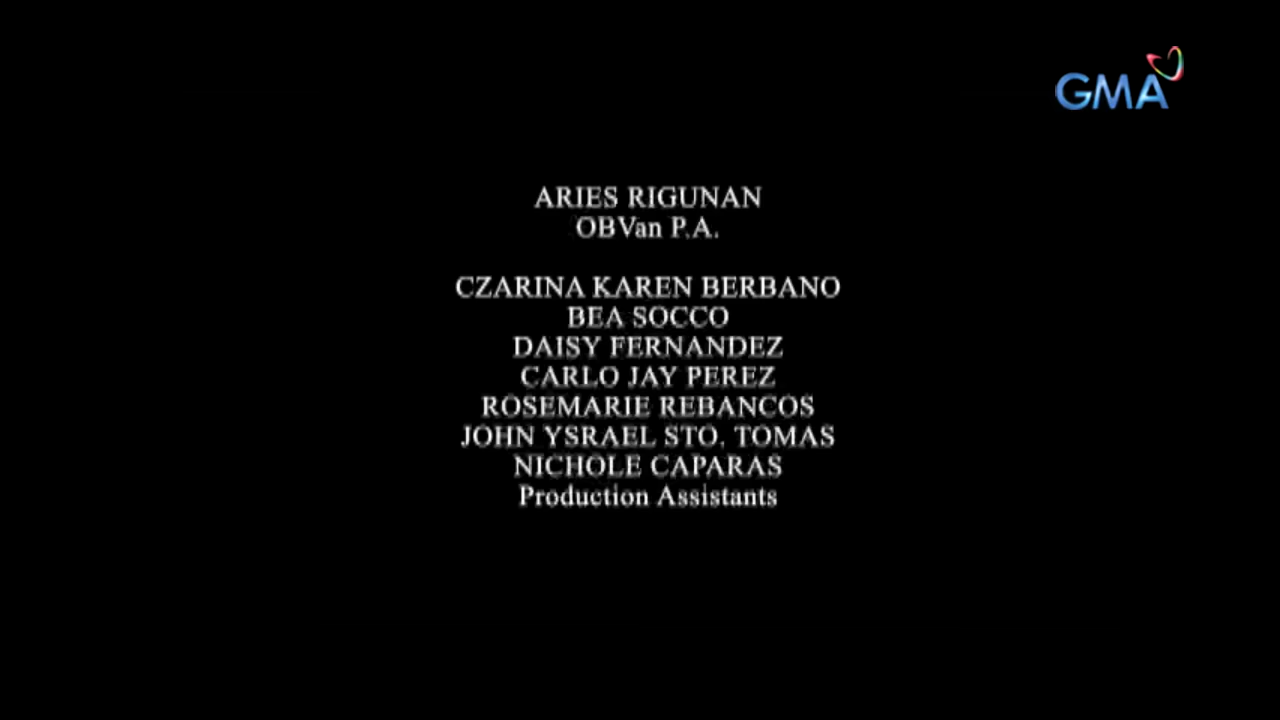 GMA
ARIES RIGUNAN
OBVan P.A.
CZARINA KAREN BERBANO
BEA SOCCO
DAISY FERNANDEZ
CARLO JAY PEREZ
ROSEMARIE REBANCOS
JOHN YSRAEL STO. TOMAS
NICHOLE CAPARAS
Production Assistants